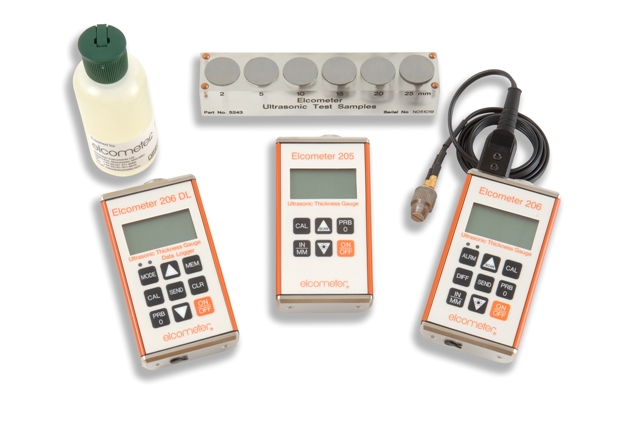 elcometer
2 5 10 15 20 25 mm
Elcometer
Ultrasonic Test Samples
Part No: S543
Serial No:
Elcometer 206 DL
Ultrasonic Thickness Gauge
Data Logger
MODE
MEM
CAL
SEND
CLR
PRB
0
ON
OFF
elcometer
Elcometer 205
Ultrasonic Thickness Gauge
CAL
PRB
0
IN
MM
ON
OFF
elcometer
Elcometer 206
Ultrasonic Thickness Gauge
ALRM
CAL
DIFF
SEND
PRB
0
IN
MM
ON
OFF
elcometer